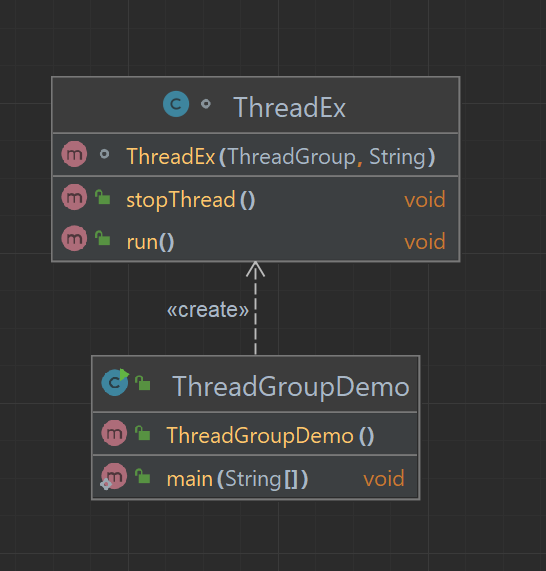 ThreadEx
ThreadEx(ThreadGroup, String)
stopThread() void
run() void
«create»
ThreadGroupDemo
ThreadGroupDemo()
main(String[]) void